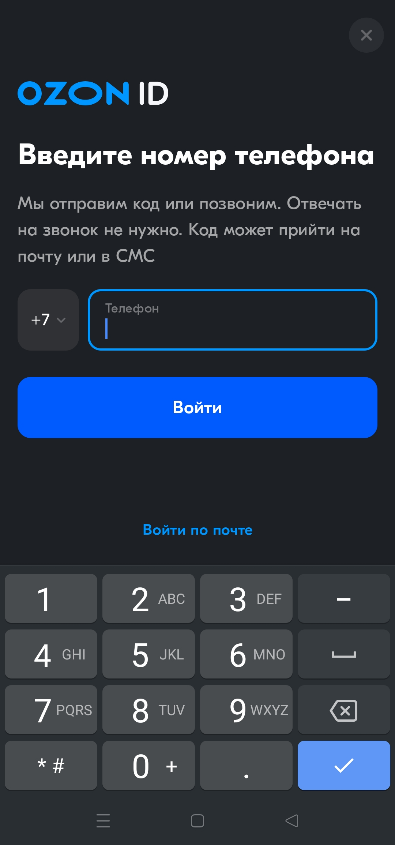 OZON ID
Введите номер телефона
Мы отправим код или позвоним. Отвечать
на звонок не нужно. Код может прийти на
почту или в СМС
+7
Телефон
Войти
Войти по почте
1
2 ABC
3 DEF
-
4 GHI
5 JKL
6 MNO
7 PQRS
8 TUV
9 WXYZ
* #
0 +
.